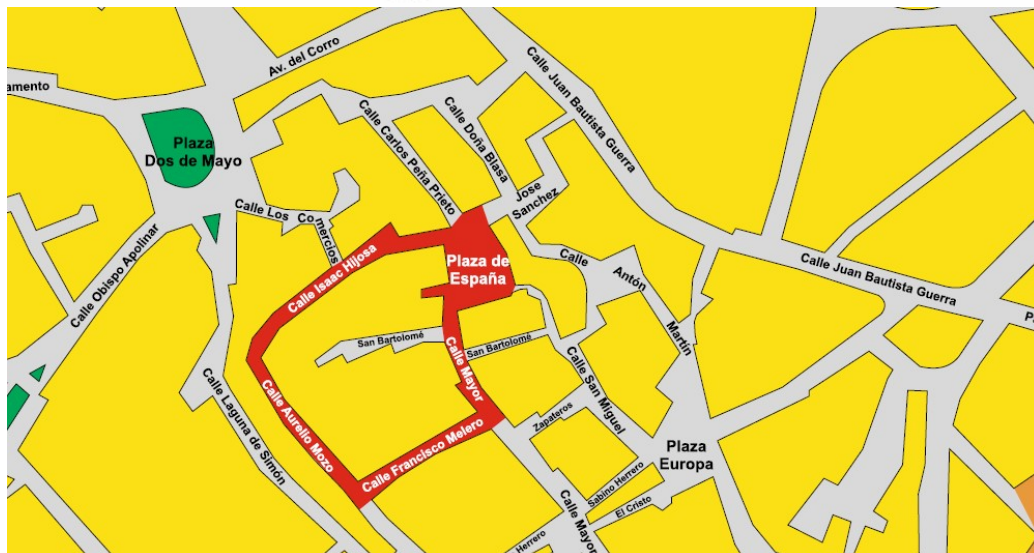 Av. del Corro
amento
Plaza
Dos de Mayo
Calle Carlos Peña Prieto
Calle Doña Blasa
Calle Juan Bautista Guerra
Jose
Sanchez
Calle Los Comercios
Calle Obispo Apolinar
Calle Isaac Hijosa
Plaza de
España
Calle Antón Martín
Calle Juan Bautista Guerra
P
San Bartolomé
San Bartolomé
Calle Mayor
Calle San Miguel
Calle Laguna de Simón
Calle Aurelio Mozo
Calle Francisco Melero
Zapateros
Plaza
Europa
Sabino Herrero
El Cristo
Calle Mayor
Herrero